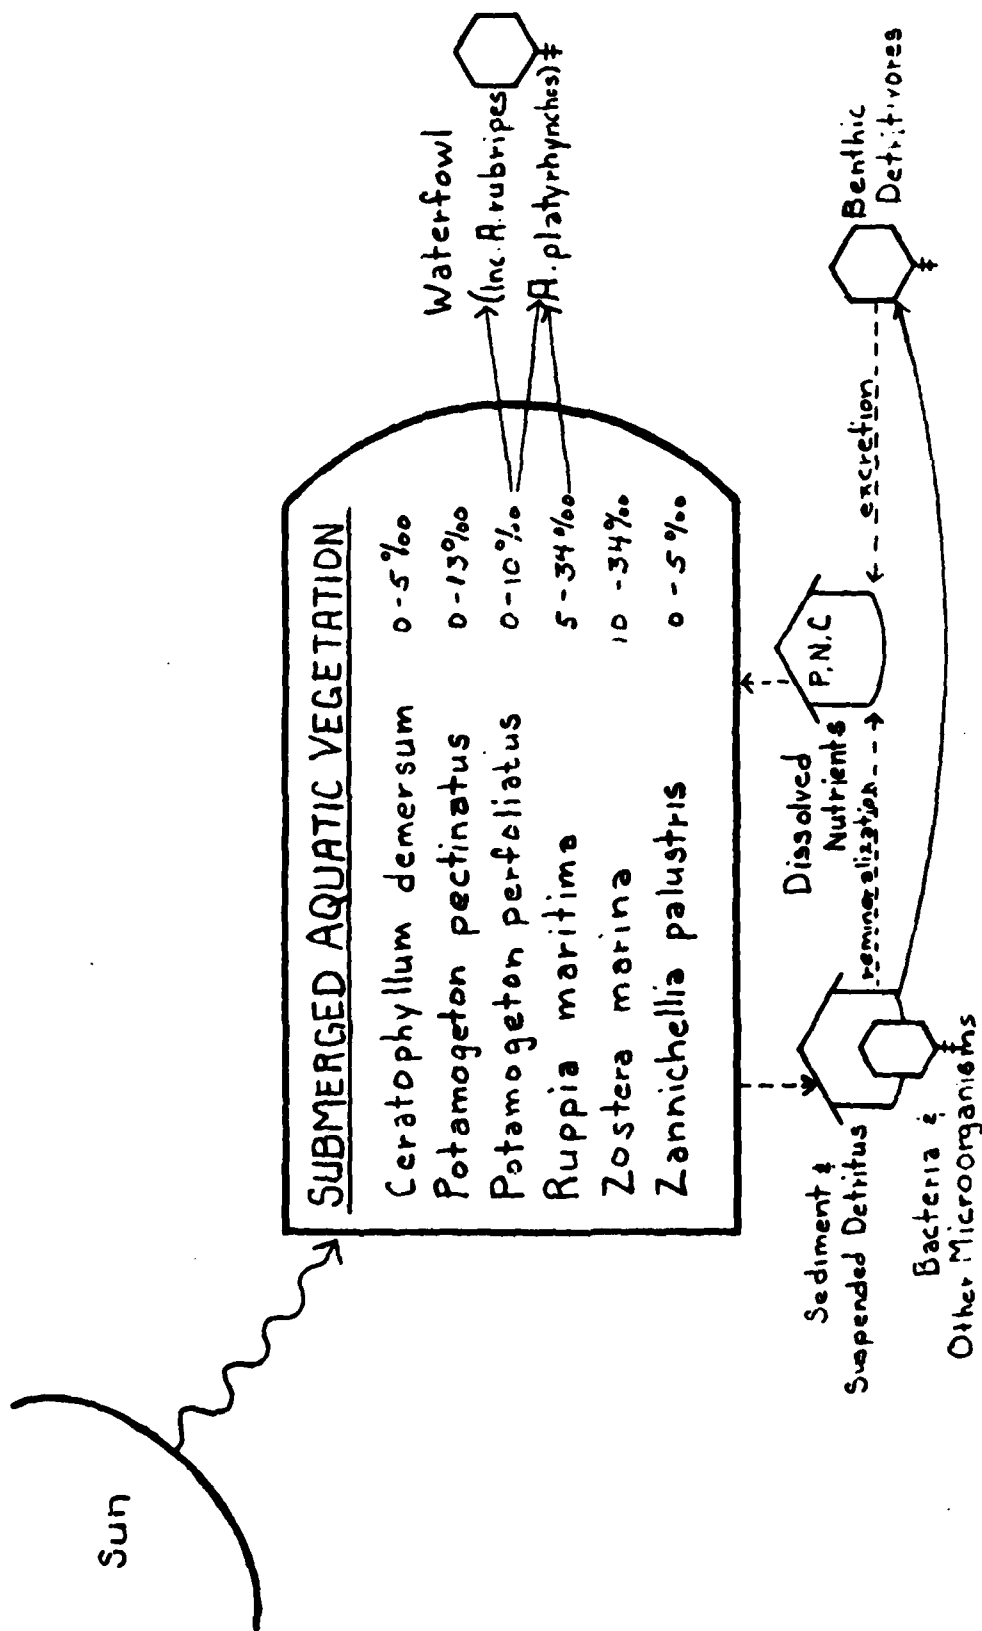 Sun
SUBMERGED AQUATIC VEGETATION
Ceratophyllum demersum 0-5‰
Potamogeton pectinatus 0-13‰
Potamogeton perfoliatus 0-10‰
Ruppia maritima 5-34‰
Zostera marina 10-34‰
Zannichellia palustris 0-5‰
Waterfowl
(inc. A. rubripes
A. platyrhynchos)
Sediment &
Suspended Detritus
Bacteria &
Other Microorganisms
remineralization
Dissolved
Nutrients
P,N,C
excretion
Benthic
Detritivores